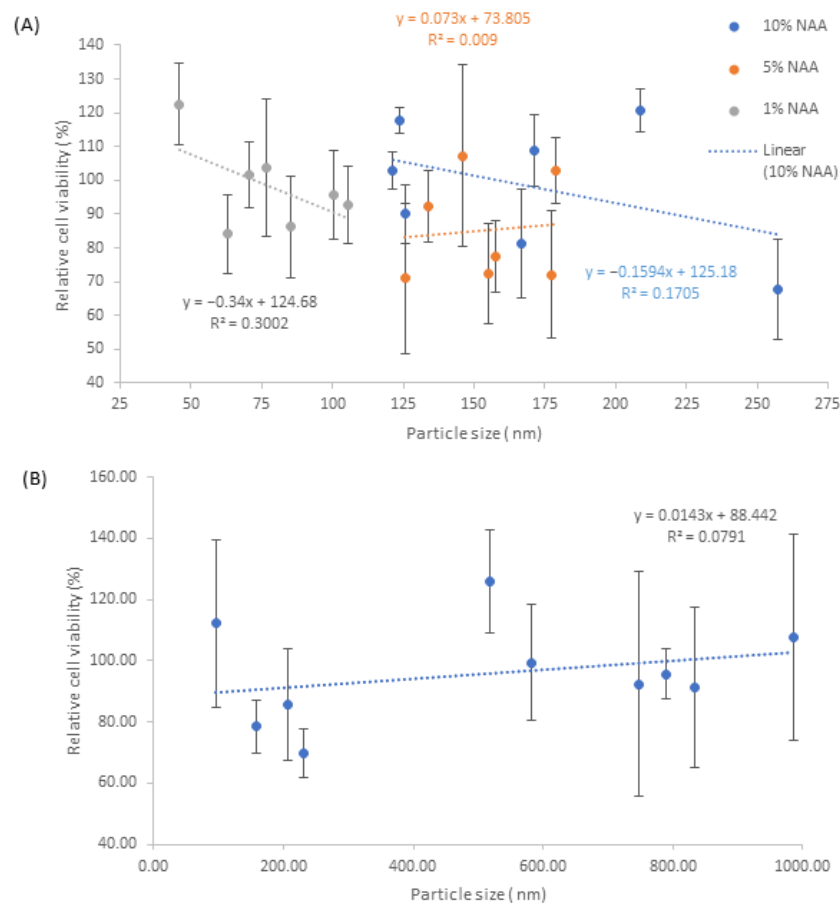 (A)
y = 0.073x + 73.805
R² = 0.009
10% NAA
5% NAA
1% NAA
Linear
(10% NAA)
Relative cell viability (%)
140
130
120
110
100
90
80
70
60
50
40
y = −0.34x + 124.68
R² = 0.3002
y = −0.1594x + 125.18
R² = 0.1705
25 50 75 100 125 150 175 200 225 250 275
Particle size ( nm)
(B)
y = 0.0143x + 88.442
R² = 0.0791
Relative cell viability (%)
160.00
140.00
120.00
100.00
80.00
60.00
40.00
0.00 200.00 400.00 600.00 800.00 1000.00
Particle size ( nm)